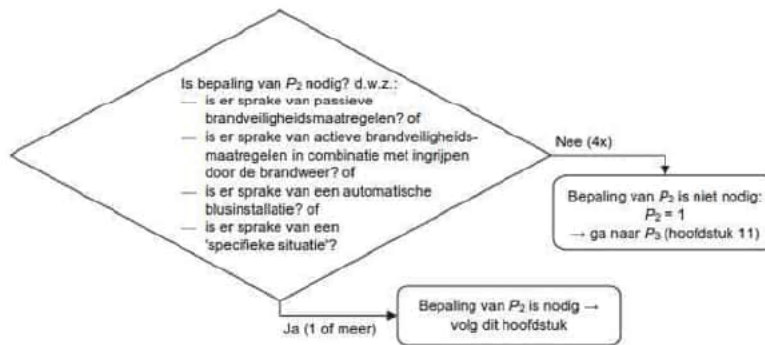 Is bepaling van P2 nodig? d.w.z.:
— is er sprake van passieve
brandveiligheidsmaatregelen? of
— is er sprake van actieve brandveiligheids-
maatregelen in combinatie met ingrijpen
door de brandweer? of
— is er sprake van een automatische
blusinstallatie? of
— is er sprake van een
'specifieke situatie'?
Nee (4x)
Bepaling van P2 is niet nodig:
P2 = 1
→ ga naar P3 (hoofdstuk 11)
Ja (1 of meer)
Bepaling van P2 is nodig →
volg dit hoofdstuk